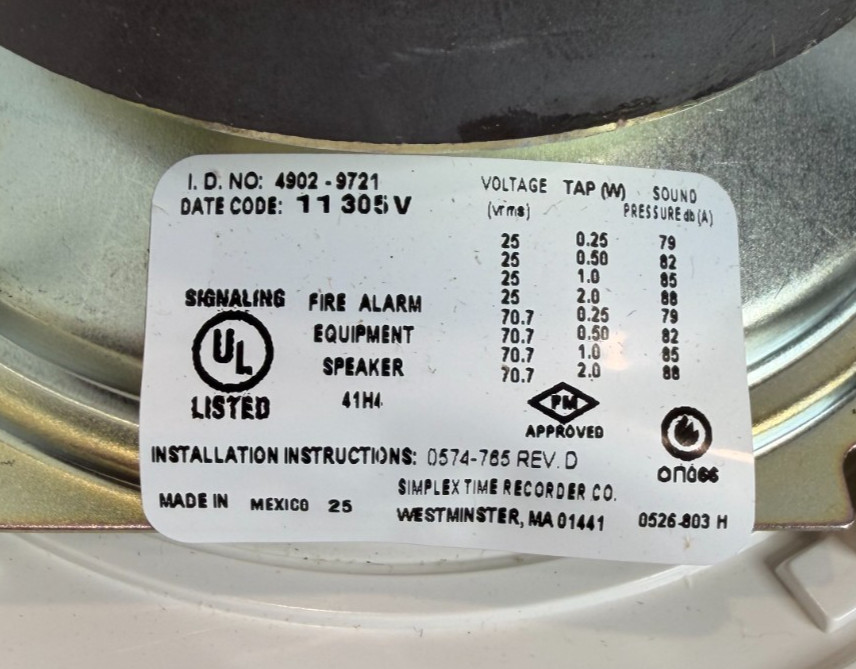 I. D. NO: 4902 - 9721
DATE CODE: 11 305 V
SIGNALING
UL
LISTED
FIRE ALARM
EQUIPMENT
SPEAKER
41H4
VOLTAGE TAP (W) SOUND
(vrms) PRESSURE db (A)
25 0.25 79
25 0.50 82
25 1.0 85
25 2.0 88
70.7 0.25 79
70.7 0.50 82
70.7 1.0 85
70.7 2.0 88
FM
APPROVED
INSTALLATION INSTRUCTIONS: 0574-765 REV. D
MADE IN MEXICO 25
SIMPLEX TIME RECORDER CO.
WESTMINSTER, MA 01441 0526-803 H